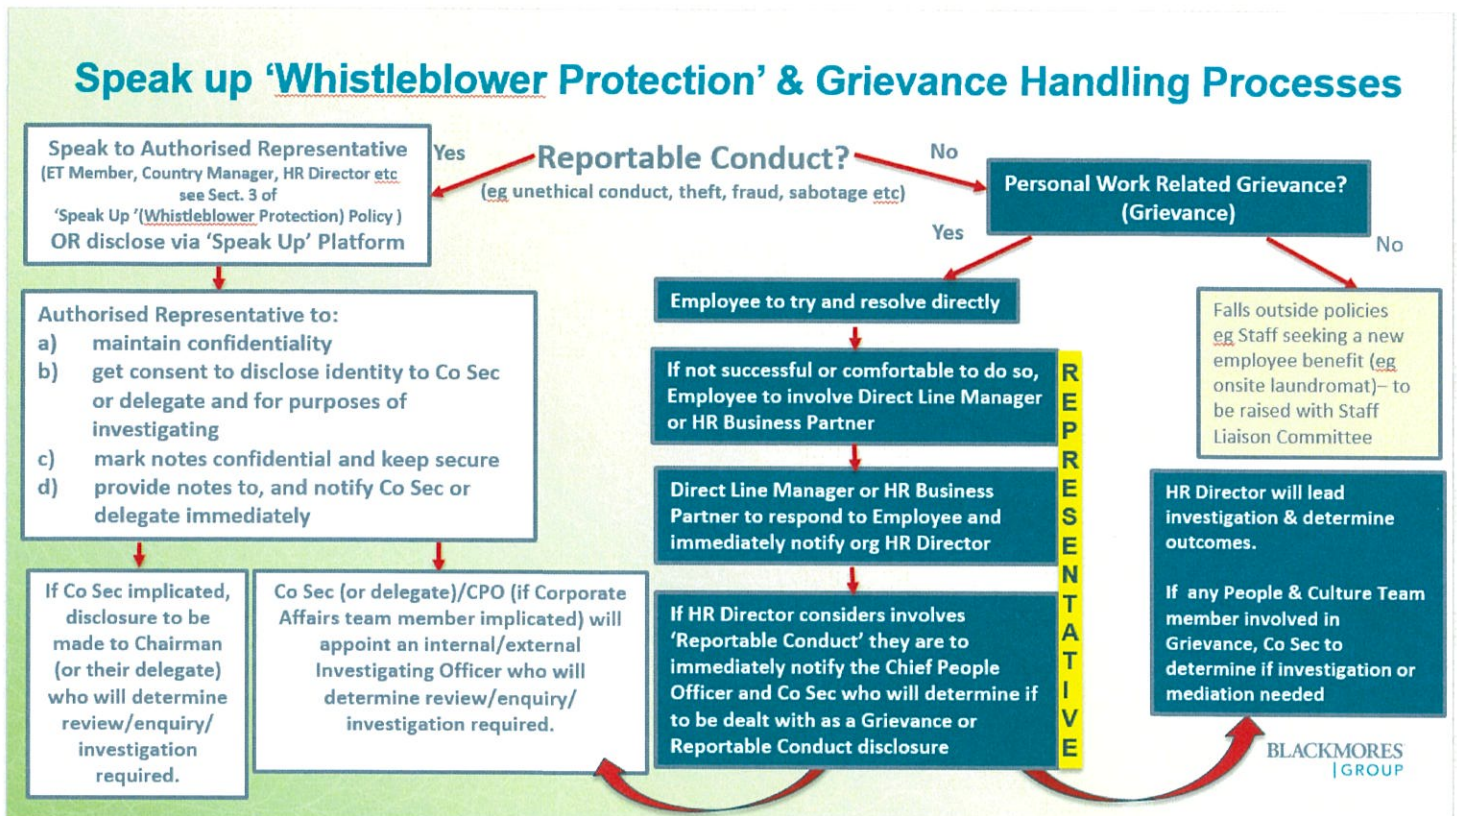 Speak up ‘Whistleblower Protection’ & Grievance Handling Processes
Speak to Authorised Representative
(ET Member, Country Manager, HR Director etc
see Sect. 3 of
‘Speak Up ’(Whistleblower Protection) Policy )
OR disclose via ‘Speak Up’ Platform
Yes
Reportable Conduct?
(eg unethical conduct, theft, fraud, sabotage etc)
No
Personal Work Related Grievance?
(Grievance)
Yes
No
Authorised Representative to:
a) maintain confidentiality
b) get consent to disclose identity to Co Sec
or delegate and for purposes of
investigating
c) mark notes confidential and keep secure
d) provide notes to, and notify Co Sec or
delegate immediately
If Co Sec implicated,
disclosure to be
made to Chairman
(or their delegate)
who will determine
review/enquiry/
investigation
required.
Co Sec (or delegate)/CPO (if Corporate
Affairs team member implicated) will
appoint an internal/external
Investigating Officer who will
determine review/enquiry/
investigation required.
Employee to try and resolve directly
If not successful or comfortable to do so,
Employee to involve Direct Line Manager
or HR Business Partner
Direct Line Manager or HR Business
Partner to respond to Employee and
immediately notify org HR Director
If HR Director considers involves
‘Reportable Conduct’ they are to
immediately notify the Chief People
Officer and Co Sec who will determine if
to be dealt with as a Grievance or
Reportable Conduct disclosure
REPRESENTATIVE
Falls outside policies
eg Staff seeking a new
employee benefit (eg
onsite laundromat)– to
be raised with Staff
Liaison Committee
HR Director will lead
investigation & determine
outcomes.
If any People & Culture Team
member involved in
Grievance, Co Sec to
determine if investigation or
mediation needed
BLACKMORES
|GROUP